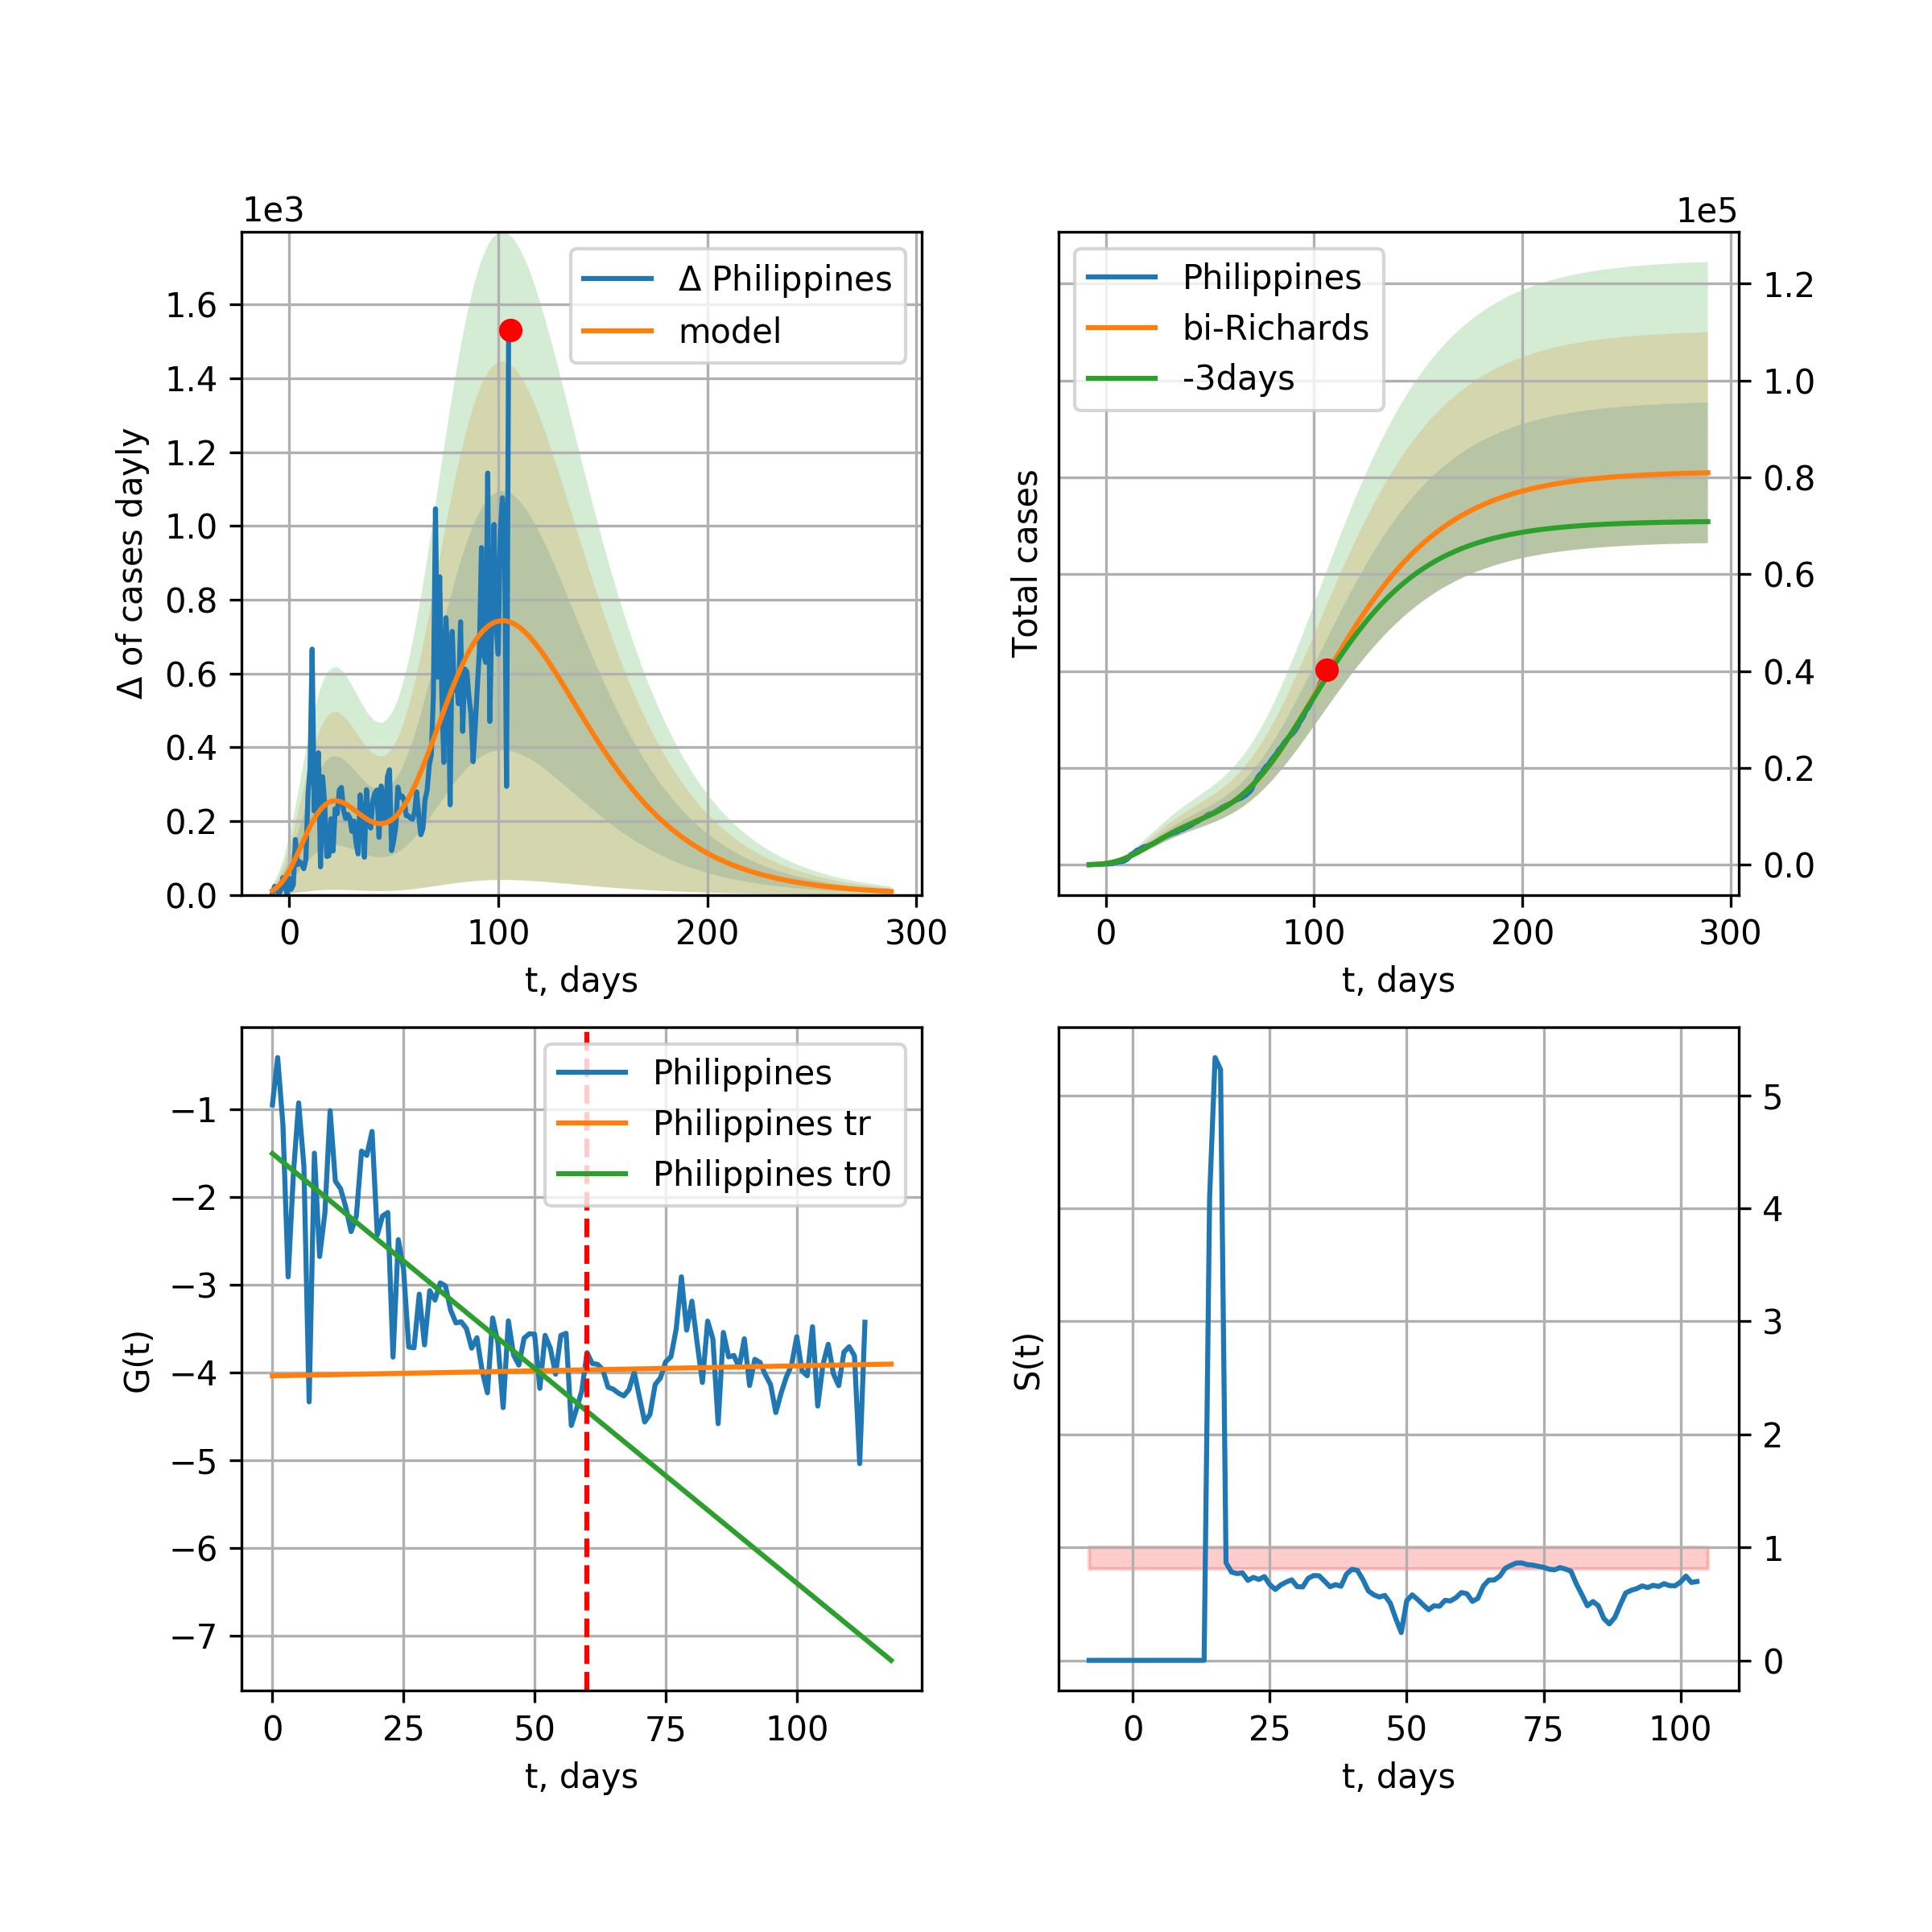 1e3
Δ Philippines
model
1.6
1.4
1.2
1.0
0.8
0.6
0.4
0.2
0.0
Δ of cases dayly
0 100 200 300
t, days
1e5
Philippines
bi-Richards
-3days
1.2
1.0
0.8
0.6
0.4
0.2
0.0
Total cases
0 100 200 300
t, days
Philippines
Philippines tr
Philippines tr0
−1
−2
−3
−4
−5
−6
−7
G(t)
0 25 50 75 100
t, days
5
4
3
2
1
0
S(t)
0 25 50 75 100
t, days